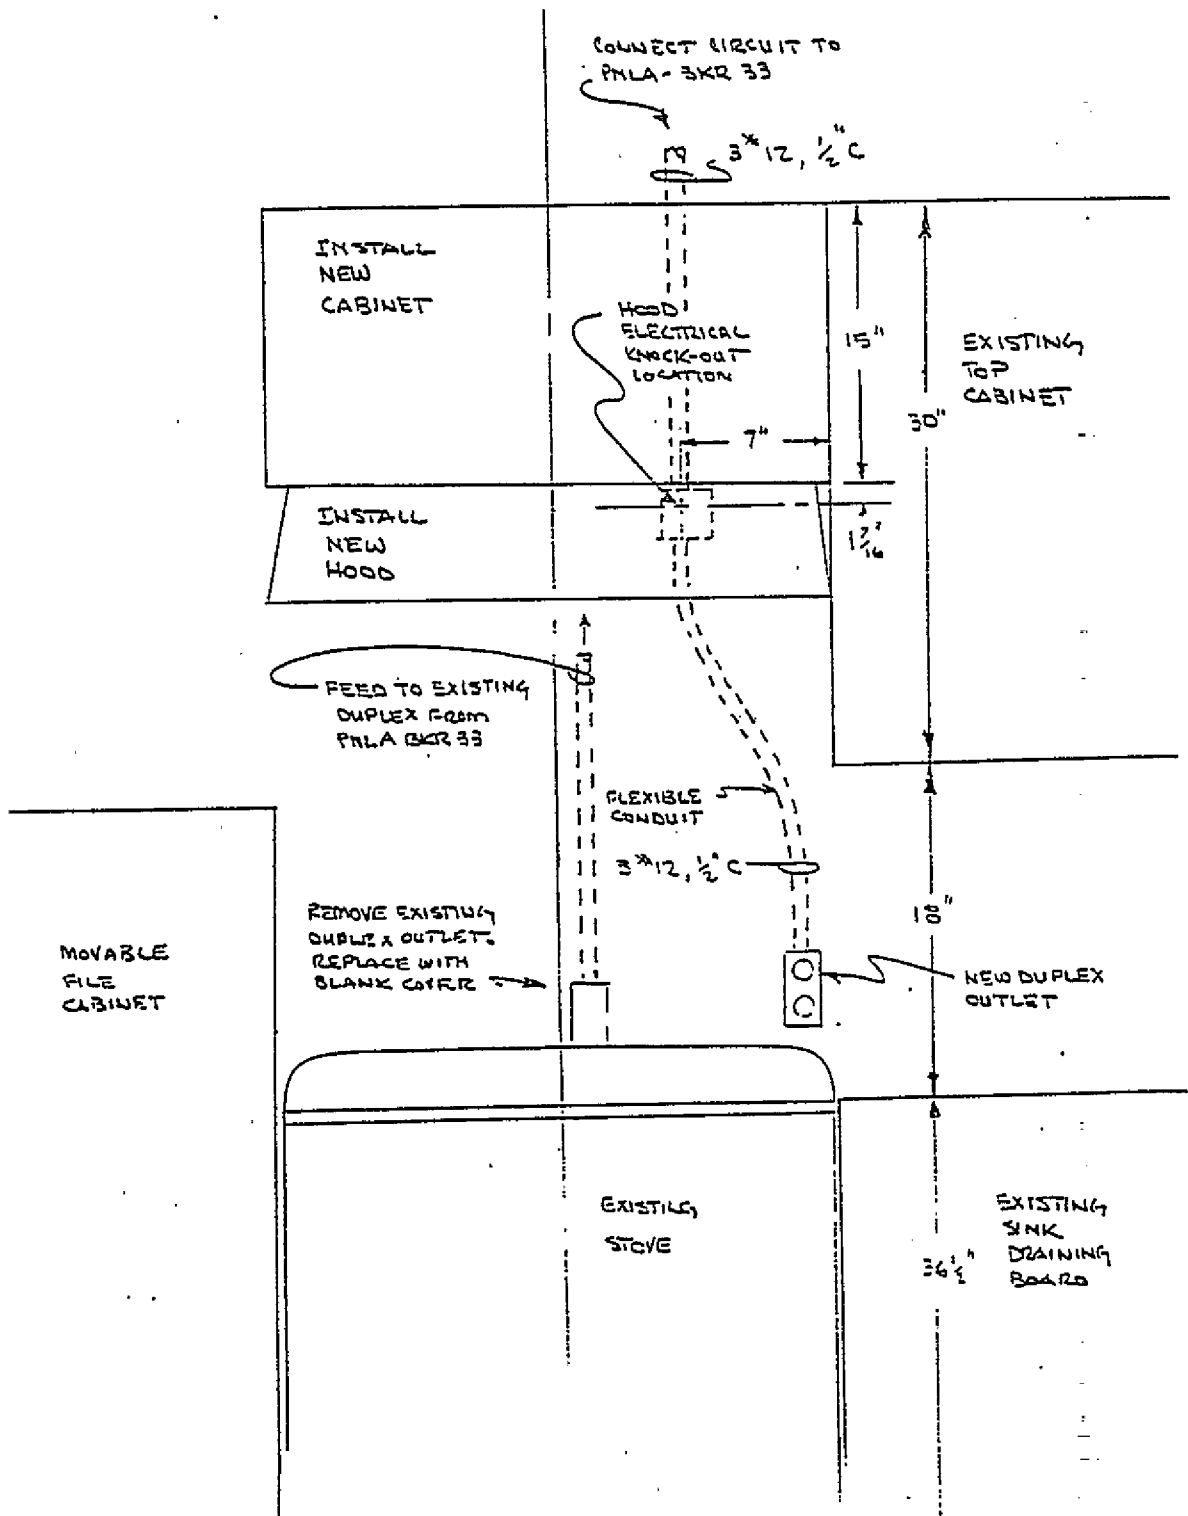 CONNECT CIRCUIT TO
PNLA - BKR 33
3#12, 1/2" C
INSTALL
NEW
CABINET
HOOD
ELECTRICAL
KNOCK-OUT
LOCATION
15"
30"
EXISTING
TOP
CABINET
7"
INSTALL
NEW
HOOD
1 7/16"
FEED TO EXISTING
DUPLEX FROM
PNLA BKR 33
FLEXIBLE
CONDUIT
3#12, 1/2" C
18"
REMOVE EXISTING
DUPLEX OUTLET.
REPLACE WITH
BLANK COVER
MOVABLE
FILE
CABINET
NEW DUPLEX
OUTLET
EXISTING
STOVE
EXISTING
SINK
DRAINING
BOARD
36 1/2"